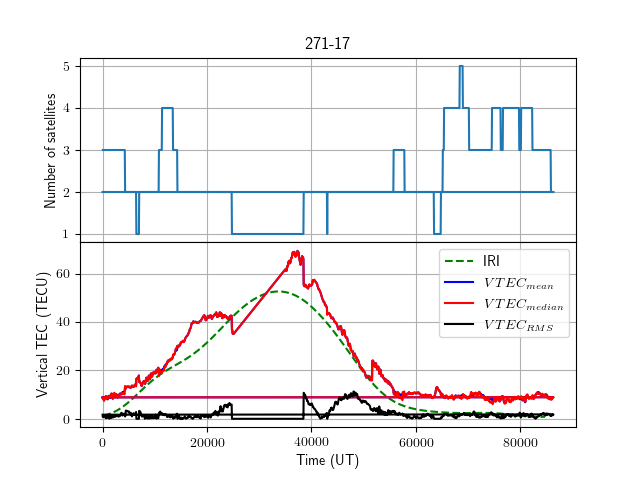 271-17
Number of satellites
5
4
3
2
1
Vertical TEC (TECU)
60
40
20
0
IRI
VTEC_mean
VTEC_median
VTEC_RMS
0 20000 40000 60000 80000
Time (UT)